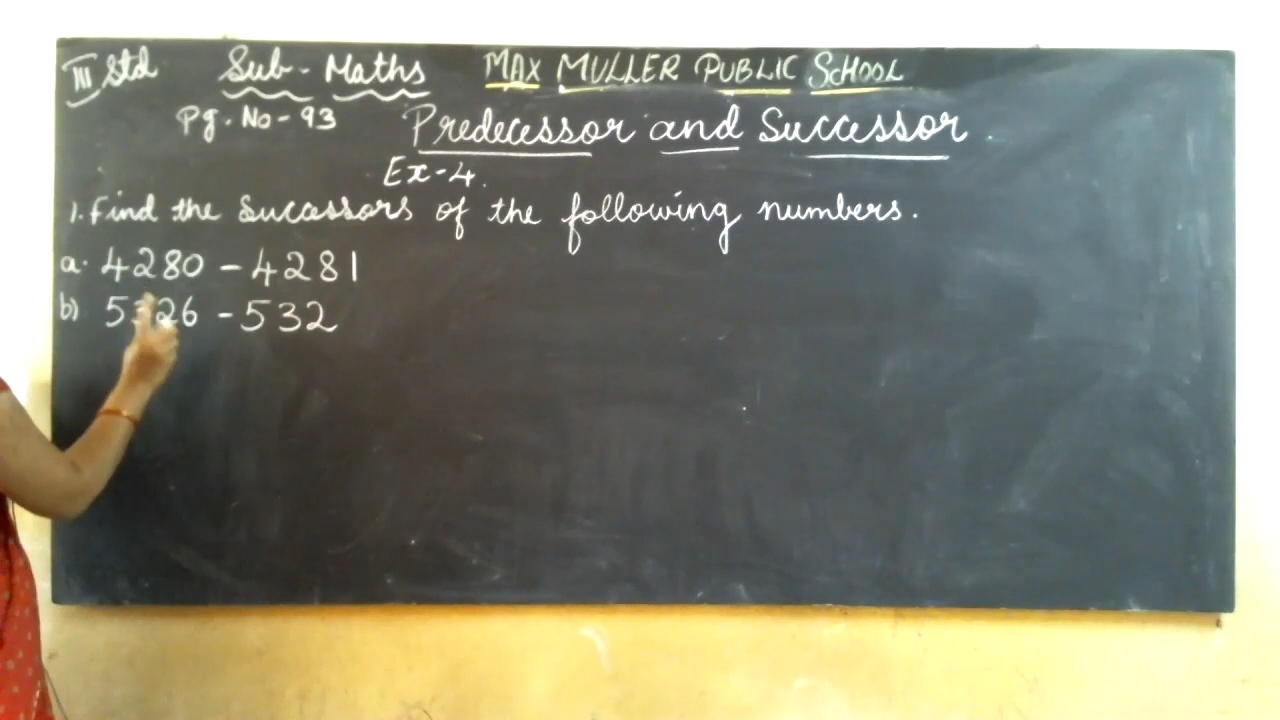 III Std Sub - Maths MAX MULLER PUBLIC SCHOOL
Pg. No - 93 Predecessor and Successor
Ex - 4.
1. Find the Sucassors of the following numbers.
a. 4280 - 4281
b) 5326 - 532